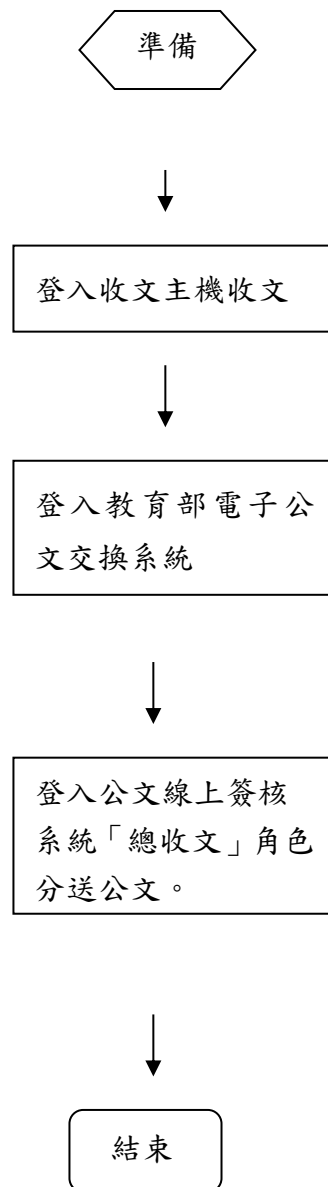 準備
登入收文主機收文
登入教育部電子公
文交換系統
登入公文線上簽核
系統「總收文」角色
分送公文。
結束